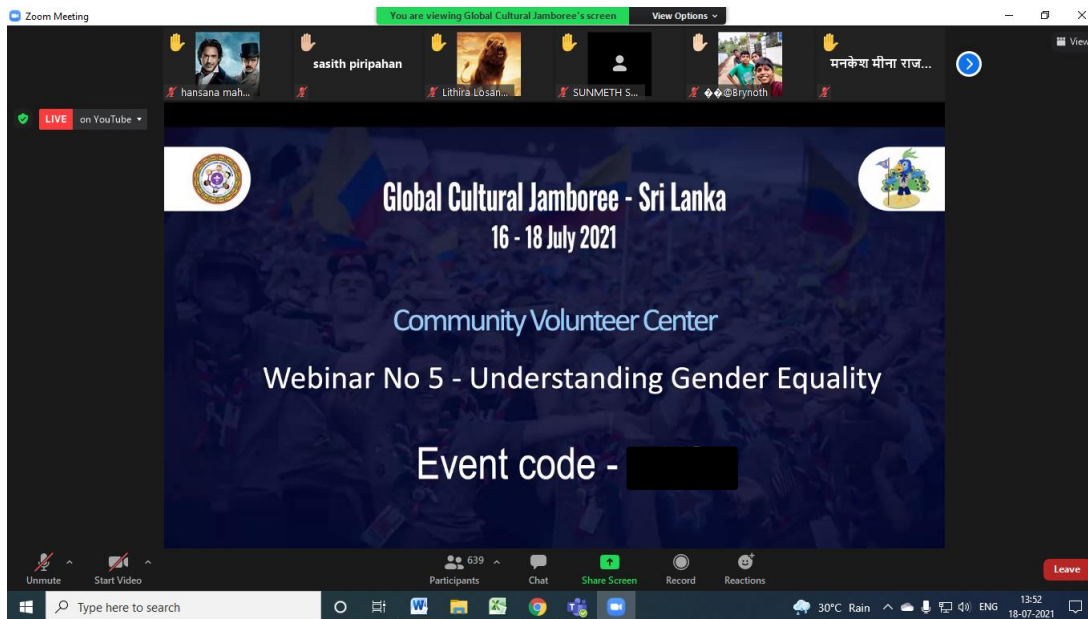 Zoom Meeting
You are viewing Global Cultural Jamboree's screen
View Options
View
hansana mah...
sasith piripahan
Lithira Losan...
SUNMETH S...
��@Brynoth
मनकेश मीना राज...
LIVE on YouTube
Global Cultural Jamboree - Sri Lanka
16 - 18 July 2021
Community Volunteer Center
Webinar No 5 - Understanding Gender Equality
Event code -
Unmute
Start Video
639
Participants
Chat
Share Screen
Record
Reactions
Leave
Type here to search
30°C Rain
ENG
13:52
18-07-2021